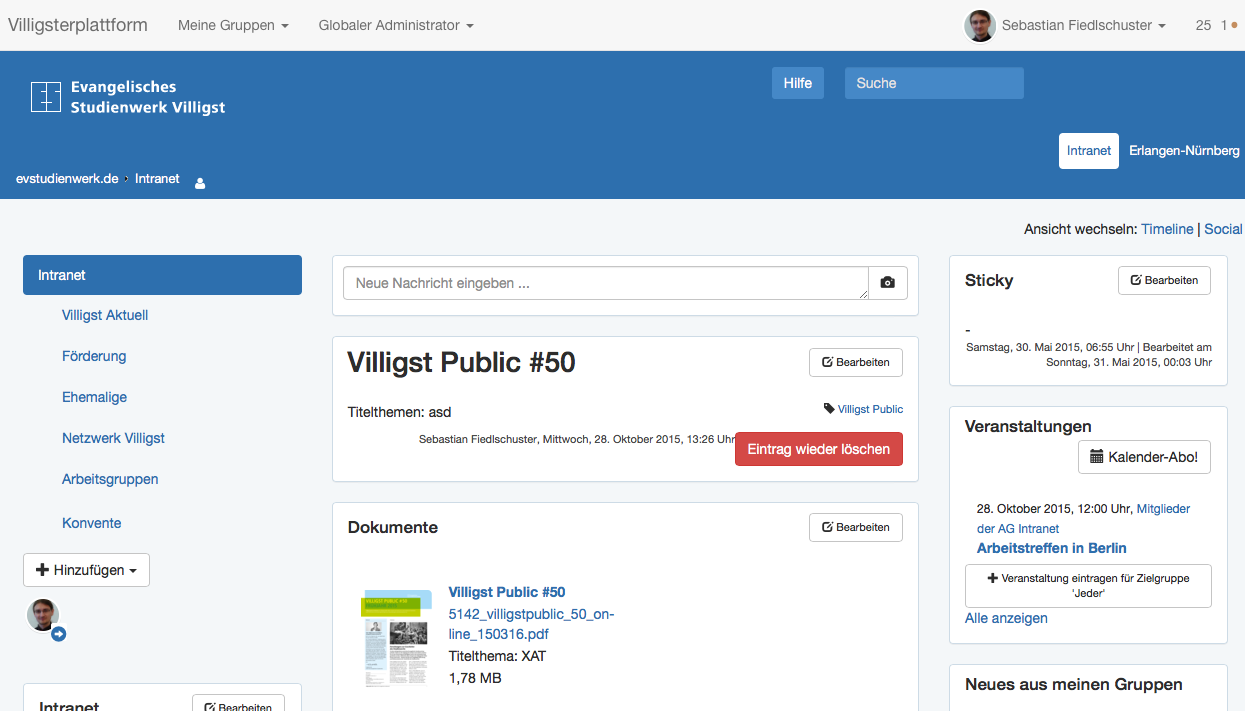 Villigsterplattform Meine Gruppen Globaler Administrator Sebastian Fiedlschuster 25 1
Evangelisches
Studienwerk Villigst
Hilfe Suche
Intranet Erlangen-Nürnberg
evstudienwerk.de › Intranet
Ansicht wechseln: Timeline | Social
Intranet
Villigst Aktuell
Förderung
Ehemalige
Netzwerk Villigst
Arbeitsgruppen
Konvente
Hinzufügen
Intranet Bearbeiten
Neue Nachricht eingeben ...
Villigst Public #50 Bearbeiten
Titelthemen: asd Villigst Public
Sebastian Fiedlschuster, Mittwoch, 28. Oktober 2015, 13:26 Uhr
Eintrag wieder löschen
Dokumente Bearbeiten
Villigst Public #50
5142_villigstpublic_50_on-
line_150316.pdf
Titelthema: XAT
1,78 MB
Sticky Bearbeiten
-
Samstag, 30. Mai 2015, 06:55 Uhr | Bearbeitet am
Sonntag, 31. Mai 2015, 00:03 Uhr
Veranstaltungen
Kalender-Abo!
28. Oktober 2015, 12:00 Uhr, Mitglieder
der AG Intranet
Arbeitstreffen in Berlin
Veranstaltung eintragen für Zielgruppe
'Jeder'
Alle anzeigen
Neues aus meinen Gruppen